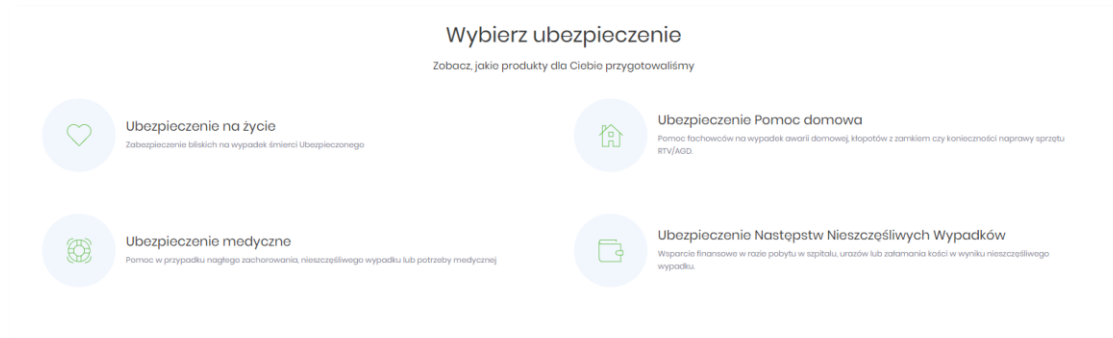 Wybierz ubezpieczenie
Zobacz, jakie produkty dla Ciebie przygotowaliśmy
Ubezpieczenie na życie
Zabezpieczenie bliskich na wypadek śmierci Ubezpieczonego
Ubezpieczenie Pomoc domowa
Pomoc fachowców na wypadek awarii domowej, kłopotów z zamkiem czy konieczności naprawy sprzętu
RTV/AGD.
Ubezpieczenie medyczne
Pomoc w przypadku nagłego zachorowania, nieszczęśliwego wypadku lub potrzeby medycznej
Ubezpieczenie Następstw Nieszczęśliwych Wypadków
Wsparcie finansowe w razie pobytu w szpitalu, urazów lub załamania kości w wyniku nieszczęśliwego
wypadku.